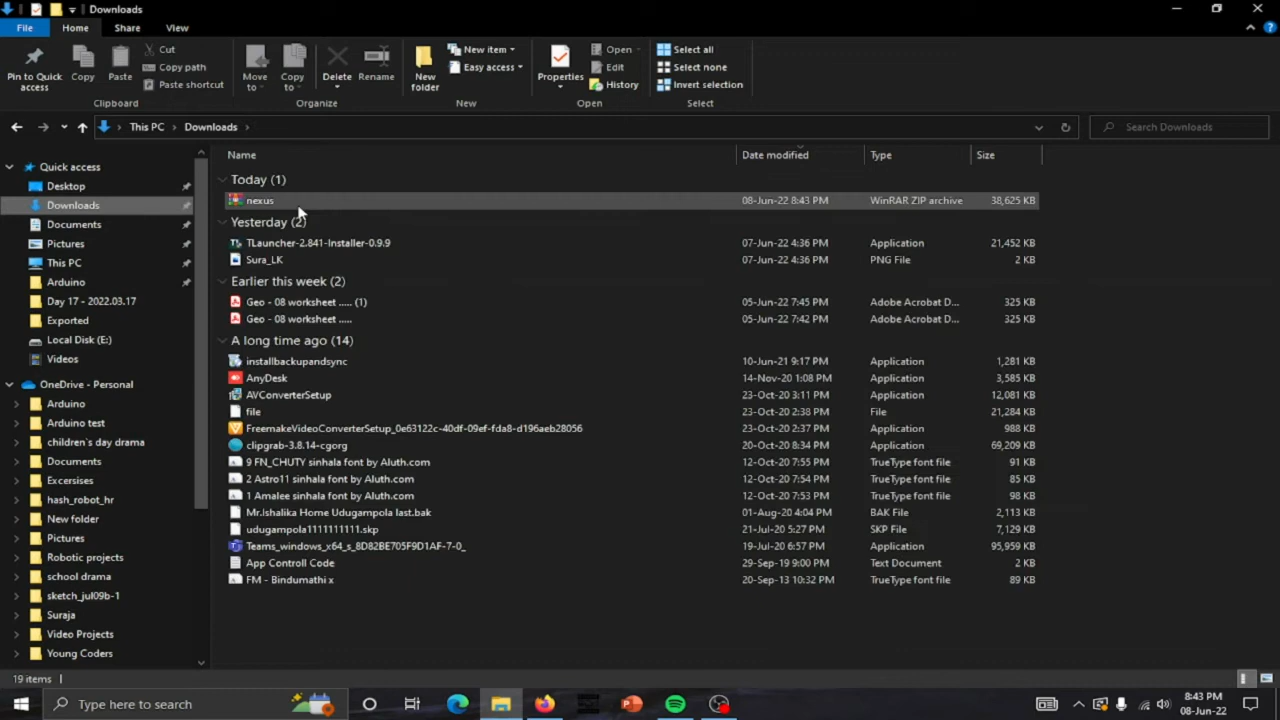 Downloads
File Home Share View
Pin to Quick access
Copy
Paste
Cut
Copy path
Paste shortcut
Clipboard
Move to
Copy to
Delete
Rename
Organize
New folder
New item
Easy access
New
Properties
Open
Edit
History
Open
Select all
Select none
Invert selection
Select
This PC Downloads
Search Downloads
Quick access
Desktop
Downloads
Documents
Pictures
This PC
Arduino
Day 17 - 2022.03.17
Exported
Local Disk (E:)
Videos
OneDrive - Personal
Arduino
Arduino test
children`s day drama
Documents
Excersises
hash_robot_hr
New folder
Pictures
Robotic projects
school drama
sketch_jul09b-1
Suraja
Video Projects
Young Coders
Name Date modified Type Size
Today (1)
nexus 08-Jun-22 8:43 PM WinRAR ZIP archive 38,625 KB
Yesterday (2)
TLauncher-2.841-Installer-0.9.9 07-Jun-22 4:36 PM Application 21,452 KB
Sura_LK 07-Jun-22 4:36 PM PNG File 2 KB
Earlier this week (2)
Geo - 08 worksheet ..... (1) 05-Jun-22 7:45 PM Adobe Acrobat D... 325 KB
Geo - 08 worksheet ..... 05-Jun-22 7:42 PM Adobe Acrobat D... 325 KB
A long time ago (14)
installbackupandsync 10-Jun-21 9:17 PM Application 1,281 KB
AnyDesk 14-Nov-20 1:08 PM Application 3,585 KB
AVConverterSetup 23-Oct-20 3:11 PM Application 12,081 KB
file 23-Oct-20 2:38 PM File 21,284 KB
FreemakeVideoConverterSetup_0e63122c-40df-09ef-fda8-d196aeb28056 23-Oct-20 2:37 PM Application 988 KB
clipgrab-3.8.14-cgorg 20-Oct-20 8:34 PM Application 69,209 KB
9 FN_CHUTY sinhala font by Aluth.com 12-Oct-20 7:55 PM TrueType font file 91 KB
2 Astro11 sinhala font by Aluth.com 12-Oct-20 7:54 PM TrueType font file 85 KB
1 Amalee sinhala font by Aluth.com 12-Oct-20 7:53 PM TrueType font file 98 KB
Mr.Ishalika Home Udugampola last.bak 01-Aug-20 4:04 PM BAK File 2,113 KB
udugampola1111111111.skp 21-Jul-20 5:27 PM SKP File 7,129 KB
Teams_windows_x64_s_8D82BE705F9D1AF-7-0_ 19-Jul-20 6:57 PM Application 95,959 KB
App Controll Code 29-Sep-19 9:00 PM Text Document 2 KB
FM - Bindumathi x 20-Sep-13 10:32 PM TrueType font file 89 KB
19 items
Type here to search
8:43 PM
08-Jun-22